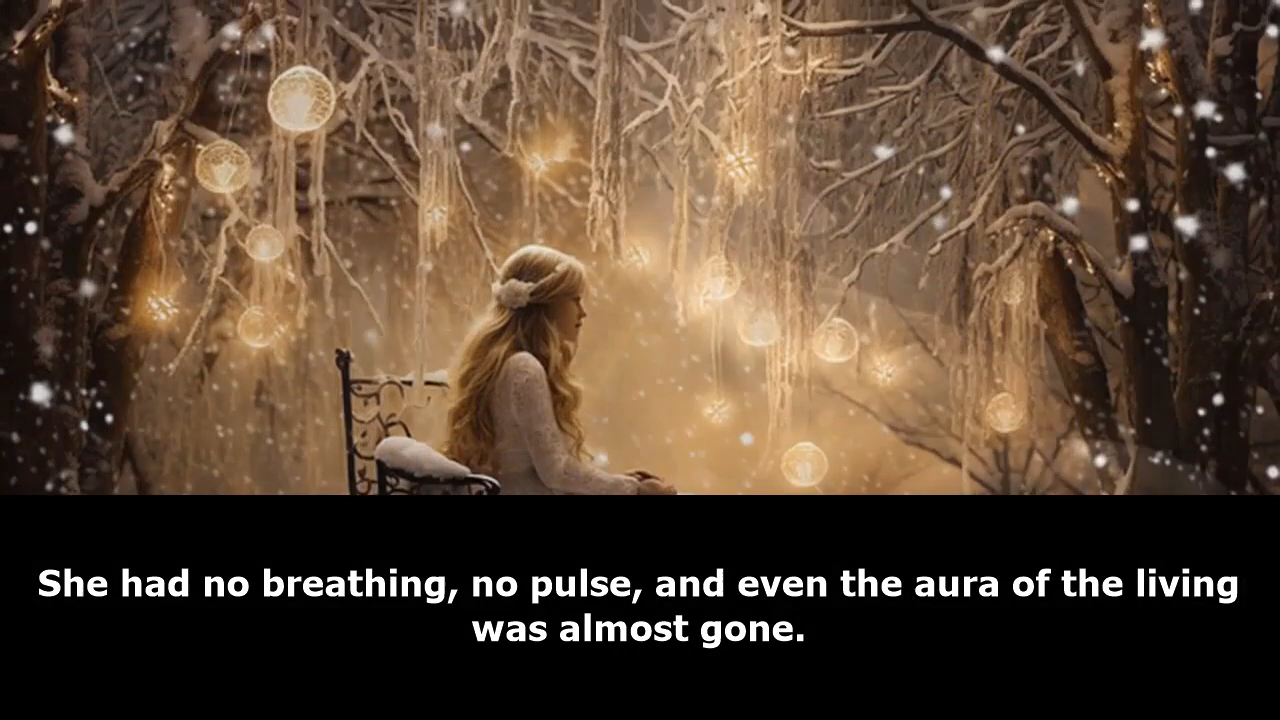 She had no breathing, no pulse, and even the aura of the living
was almost gone.